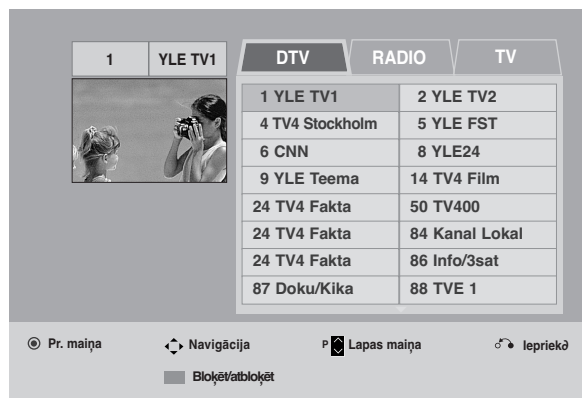 1 YLE TV1 DTV RADIO TV
1 YLE TV1 2 YLE TV2
4 TV4 Stockholm 5 YLE FST
6 CNN 8 YLE24
9 YLE Teema 14 TV4 Film
24 TV4 Fakta 50 TV400
24 TV4 Fakta 84 Kanal Lokal
24 TV4 Fakta 86 Info/3sat
87 Doku/Kika 88 TVE 1
Pr. maiņa Navigācija P Lapas maiņa Iepriek∂
Bloķēt/atbloķēt